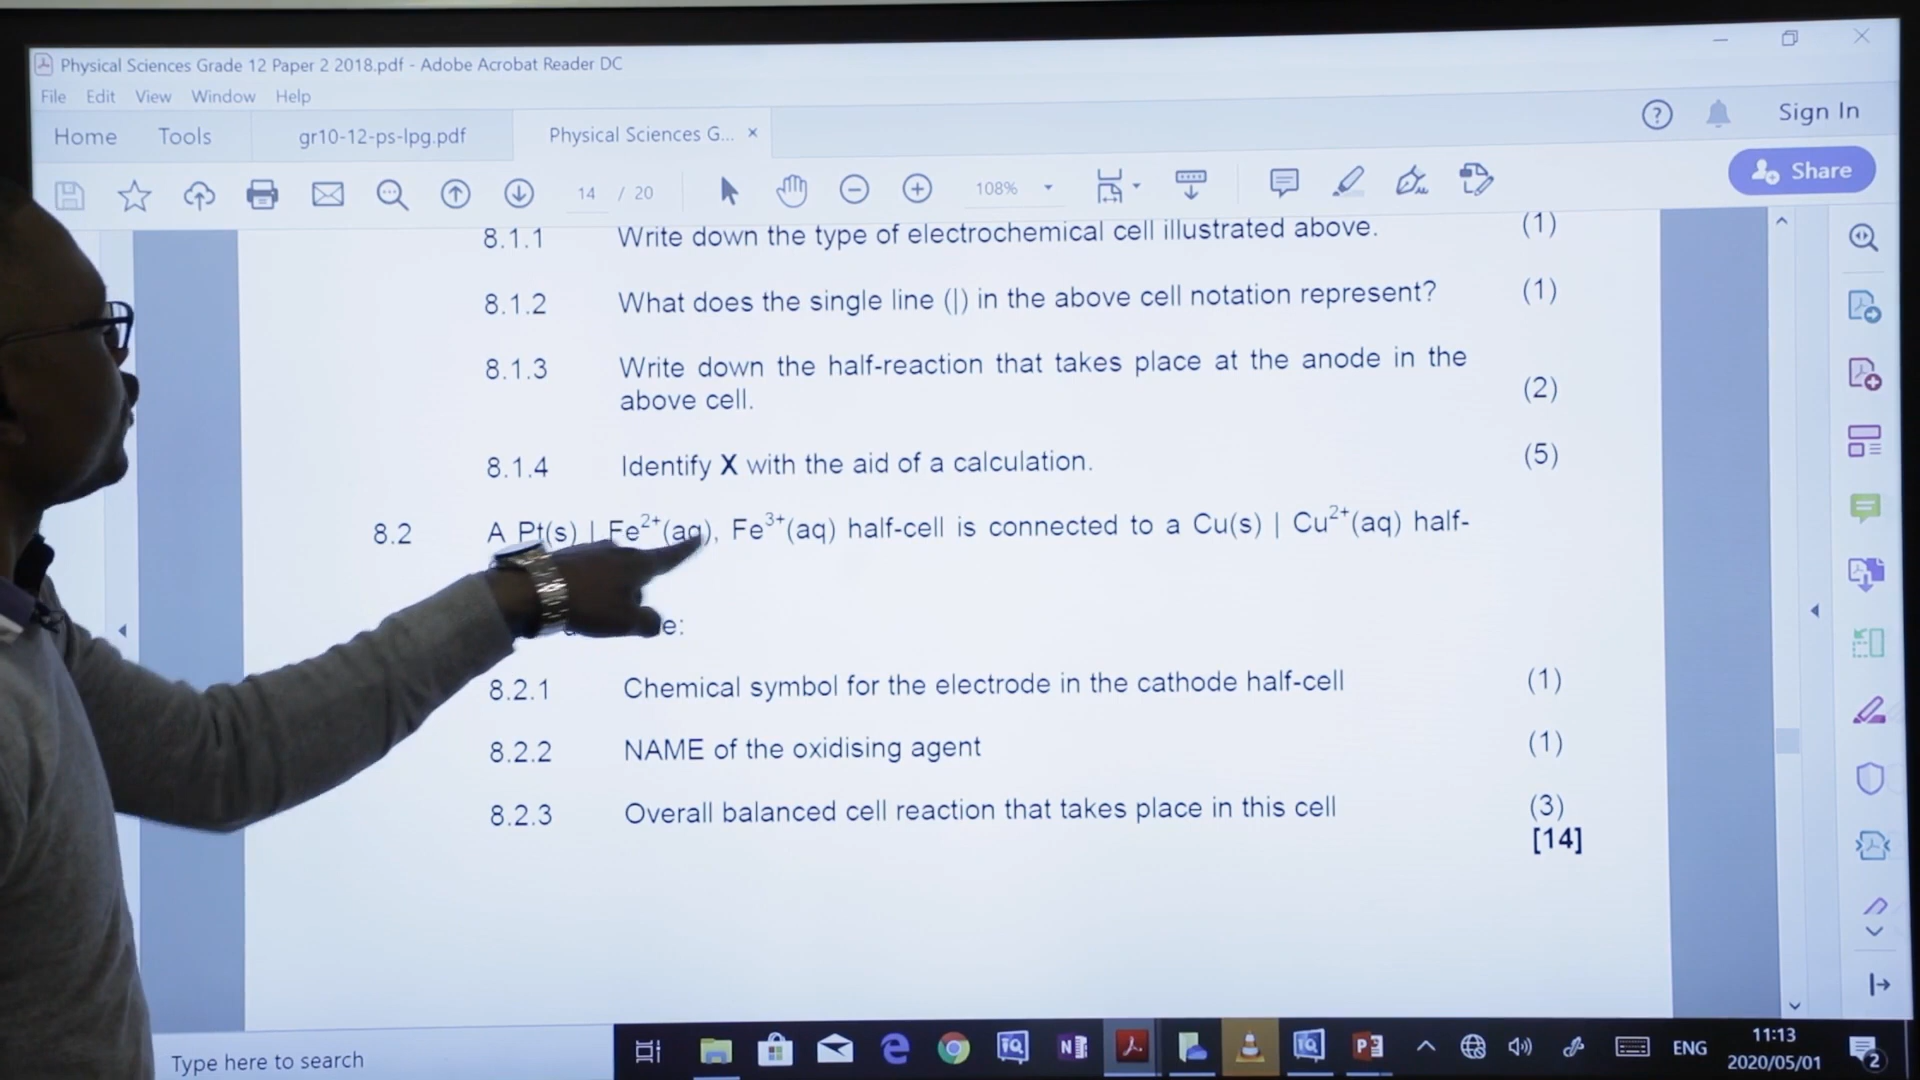 Physical Sciences Grade 12 Paper 2 2018.pdf - Adobe Acrobat Reader DC
File Edit View Window Help
Home Tools gr10-12-ps-lpg.pdf Physical Sciences G... × Sign In
14 / 20 108% Share
8.1.1 Write down the type of electrochemical cell illustrated above. (1)
8.1.2 What does the single line (|) in the above cell notation represent? (1)
8.1.3 Write down the half-reaction that takes place at the anode in the
above cell. (2)
8.1.4 Identify X with the aid of a calculation. (5)
8.2 A Pt(s) | Fe²⁺(aq), Fe³⁺(aq) half-cell is connected to a Cu(s) | Cu²⁺(aq) half-
e:
8.2.1 Chemical symbol for the electrode in the cathode half-cell (1)
8.2.2 NAME of the oxidising agent (1)
8.2.3 Overall balanced cell reaction that takes place in this cell (3)
[14]
Type here to search ENG 11:13
2020/05/01 2